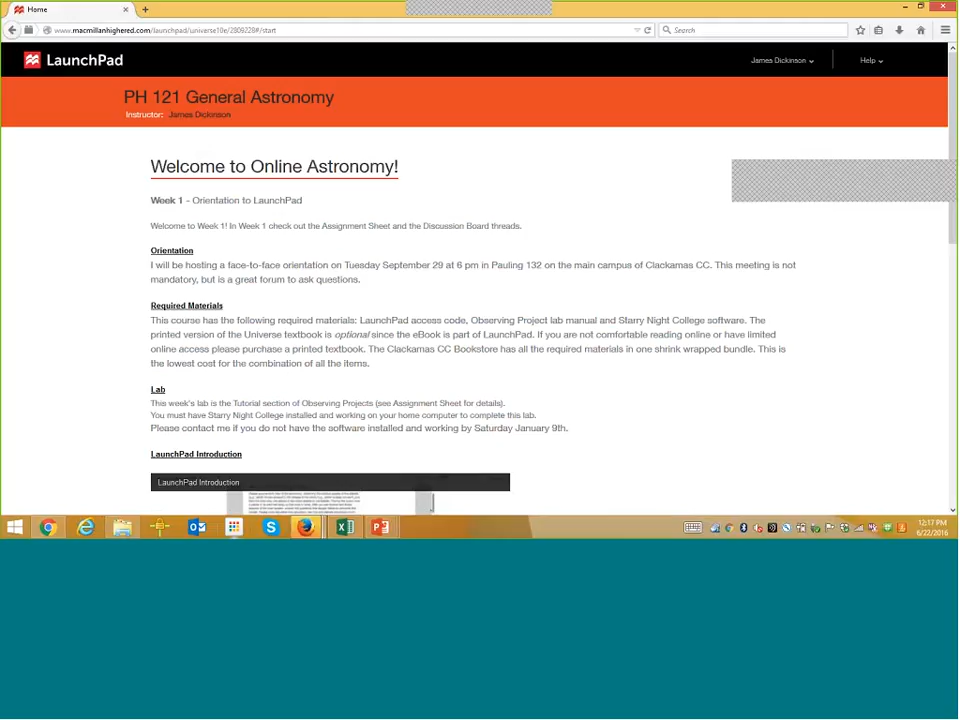 Home
www.macmillanhighered.com/launchpad/universe10e/2809228#/start
Search
LaunchPad
James Dickinson
Help
PH 121 General Astronomy
Instructor: James Dickinson
Welcome to Online Astronomy!
Week 1 - Orientation to LaunchPad
Welcome to Week 1! In Week 1 check out the Assignment Sheet and the Discussion Board threads.
Orientation
I will be hosting a face-to-face orientation on Tuesday September 29 at 6 pm in Pauling 132 on the main campus of Clackamas CC. This meeting is not
mandatory, but is a great forum to ask questions.
Required Materials
This course has the following required materials: LaunchPad access code, Observing Project lab manual and Starry Night College software. The
printed version of the Universe textbook is optional since the eBook is part of LaunchPad. If you are not comfortable reading online or have limited
online access please purchase a printed textbook. The Clackamas CC Bookstore has all the required materials in one shrink wrapped bundle. This is
the lowest cost for the combination of all the items.
Lab
This week's lab is the Tutorial section of Observing Projects (see Assignment Sheet for details).
You must have Starry Night College installed and working on your home computer to complete this lab.
Please contact me if you do not have the software installed and working by Saturday January 9th.
LaunchPad Introduction
LaunchPad Introduction
12:17 PM
6/22/2016